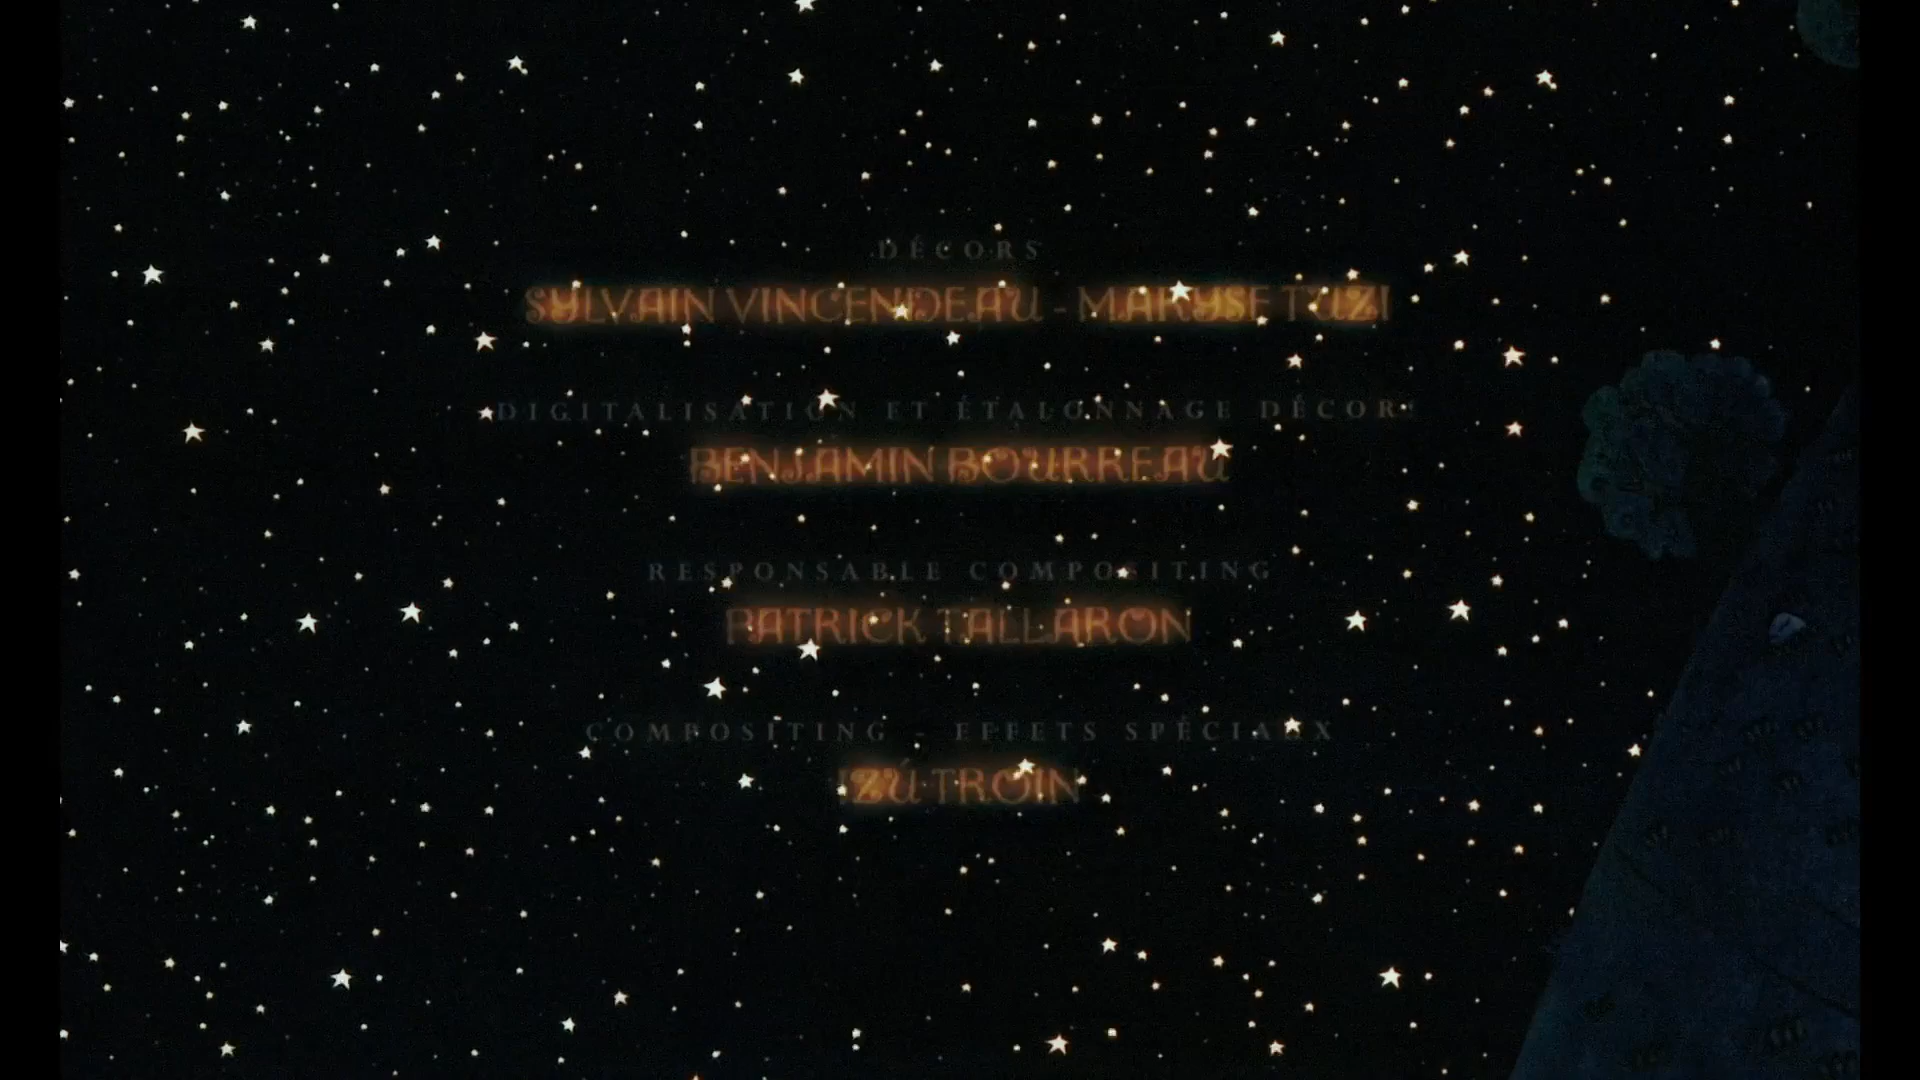 DÉCORS
SYLVAIN VINCENDEAU - MARYSE TUZI
DIGITALISATION ET ÉTALONNAGE DÉCORS
BENJAMIN BOURREAU
RESPONSABLE COMPOSITING
PATRICK TALLARON
COMPOSITING - EFFETS SPÉCIAUX
IZÚ TROIN